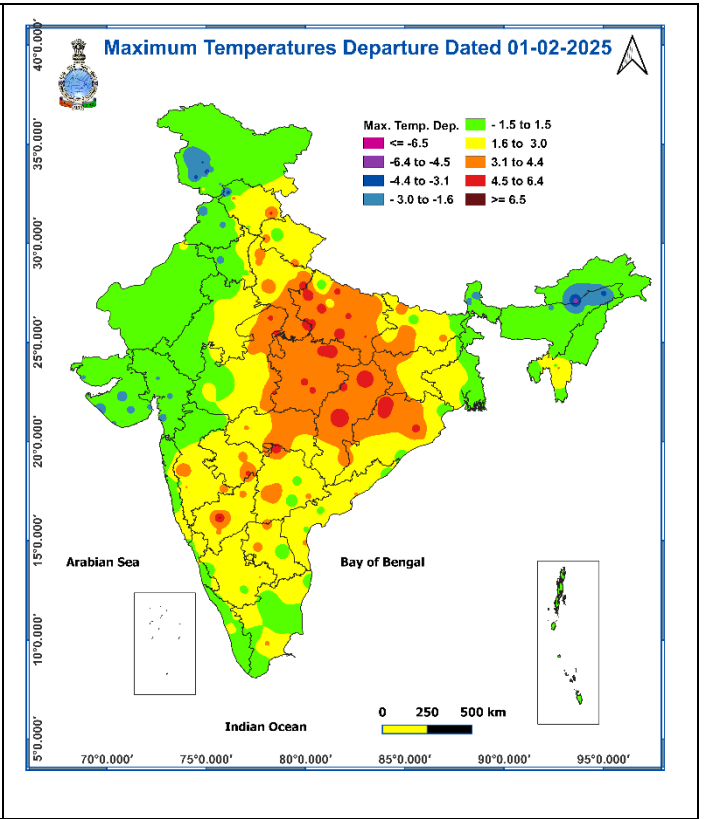 Maximum Temperatures Departure Dated 01-02-2025
Max. Temp. Dep.
<= -6.5
-6.4 to -4.5
-4.4 to -3.1
- 3.0 to -1.6
- 1.5 to 1.5
1.6 to 3.0
3.1 to 4.4
4.5 to 6.4
>= 6.5
40°0.000'
35°0.000'
30°0.000'
25°0.000'
20°0.000'
15°0.000'
10°0.000'
5°0.000'
Arabian Sea
Bay of Bengal
Indian Ocean
0 250 500 km
70°0.000' 75°0.000' 80°0.000' 85°0.000' 90°0.000' 95°0.000'